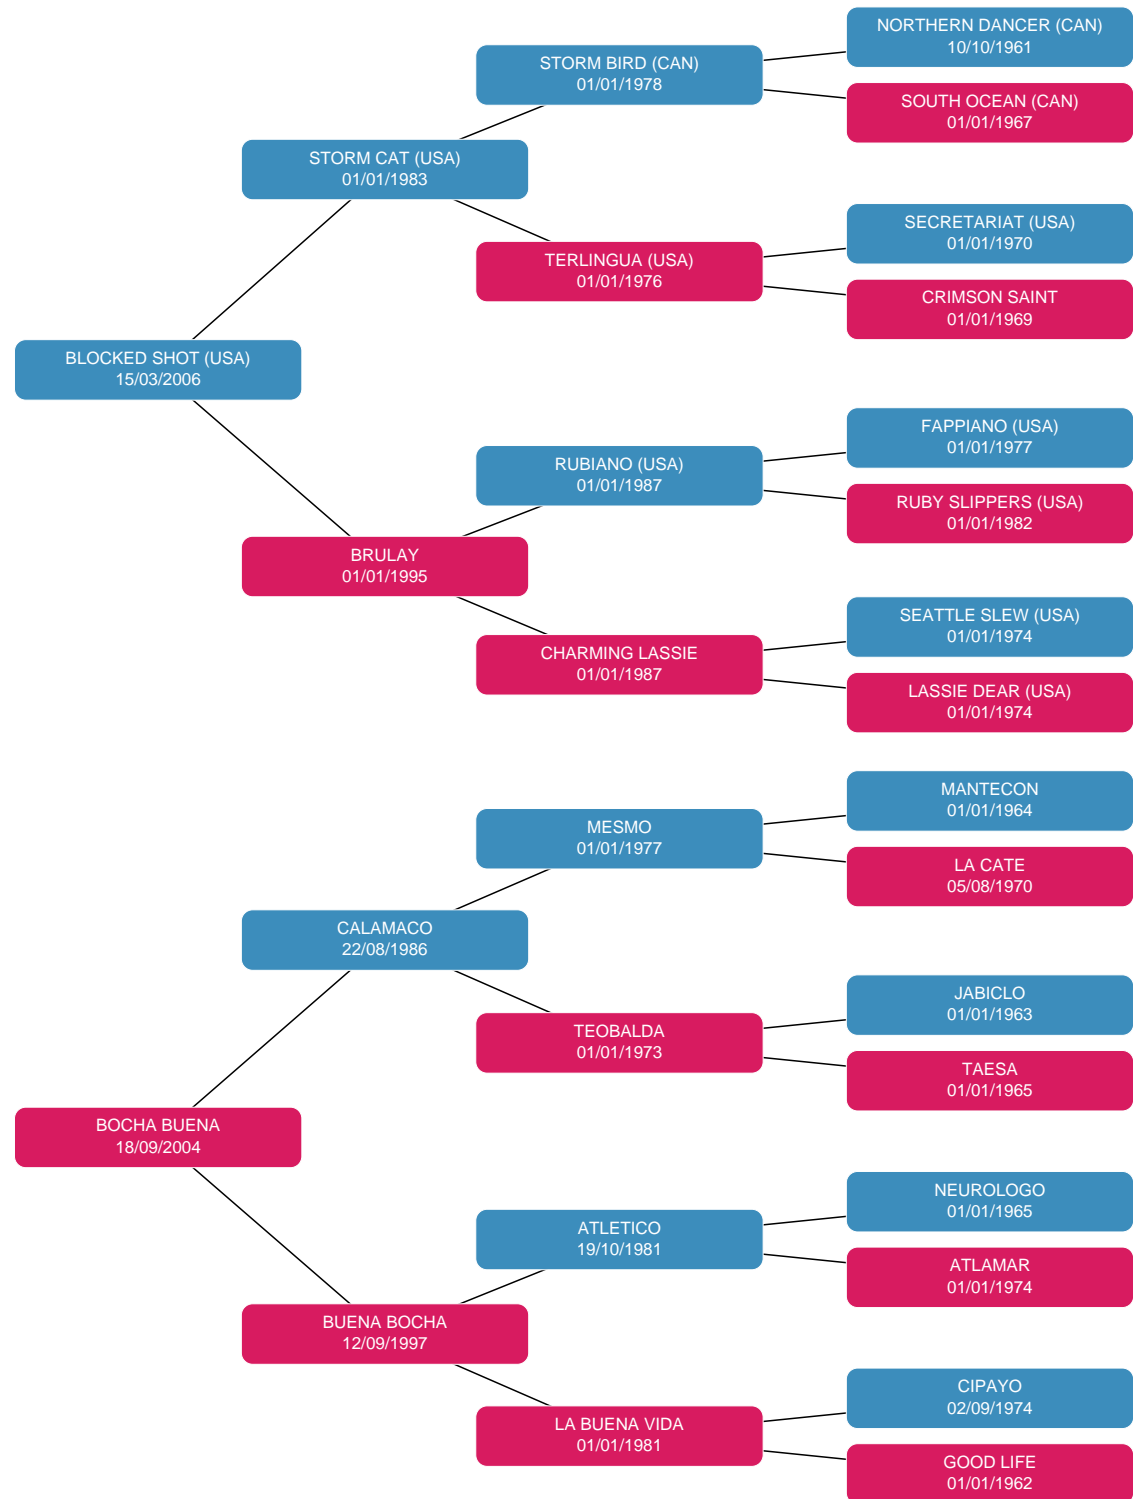 NORTHERN DANCER (CAN)
10/10/1961
STORM BIRD (CAN)
01/01/1978
SOUTH OCEAN (CAN)
01/01/1967
STORM CAT (USA)
01/01/1983
SECRETARIAT (USA)
01/01/1970
TERLINGUA (USA)
01/01/1976
CRIMSON SAINT
01/01/1969
BLOCKED SHOT (USA)
15/03/2006
FAPPIANO (USA)
01/01/1977
RUBIANO (USA)
01/01/1987
RUBY SLIPPERS (USA)
01/01/1982
BRULAY
01/01/1995
SEATTLE SLEW (USA)
01/01/1974
CHARMING LASSIE
01/01/1987
LASSIE DEAR (USA)
01/01/1974
MANTECON
01/01/1964
MESMO
01/01/1977
LA CATE
05/08/1970
CALAMACO
22/08/1986
JABICLO
01/01/1963
TEOBALDA
01/01/1973
TAESA
01/01/1965
BOCHA BUENA
18/09/2004
NEUROLOGO
01/01/1965
ATLETICO
19/10/1981
ATLAMAR
01/01/1974
BUENA BOCHA
12/09/1997
CIPAYO
02/09/1974
LA BUENA VIDA
01/01/1981
GOOD LIFE
01/01/1962